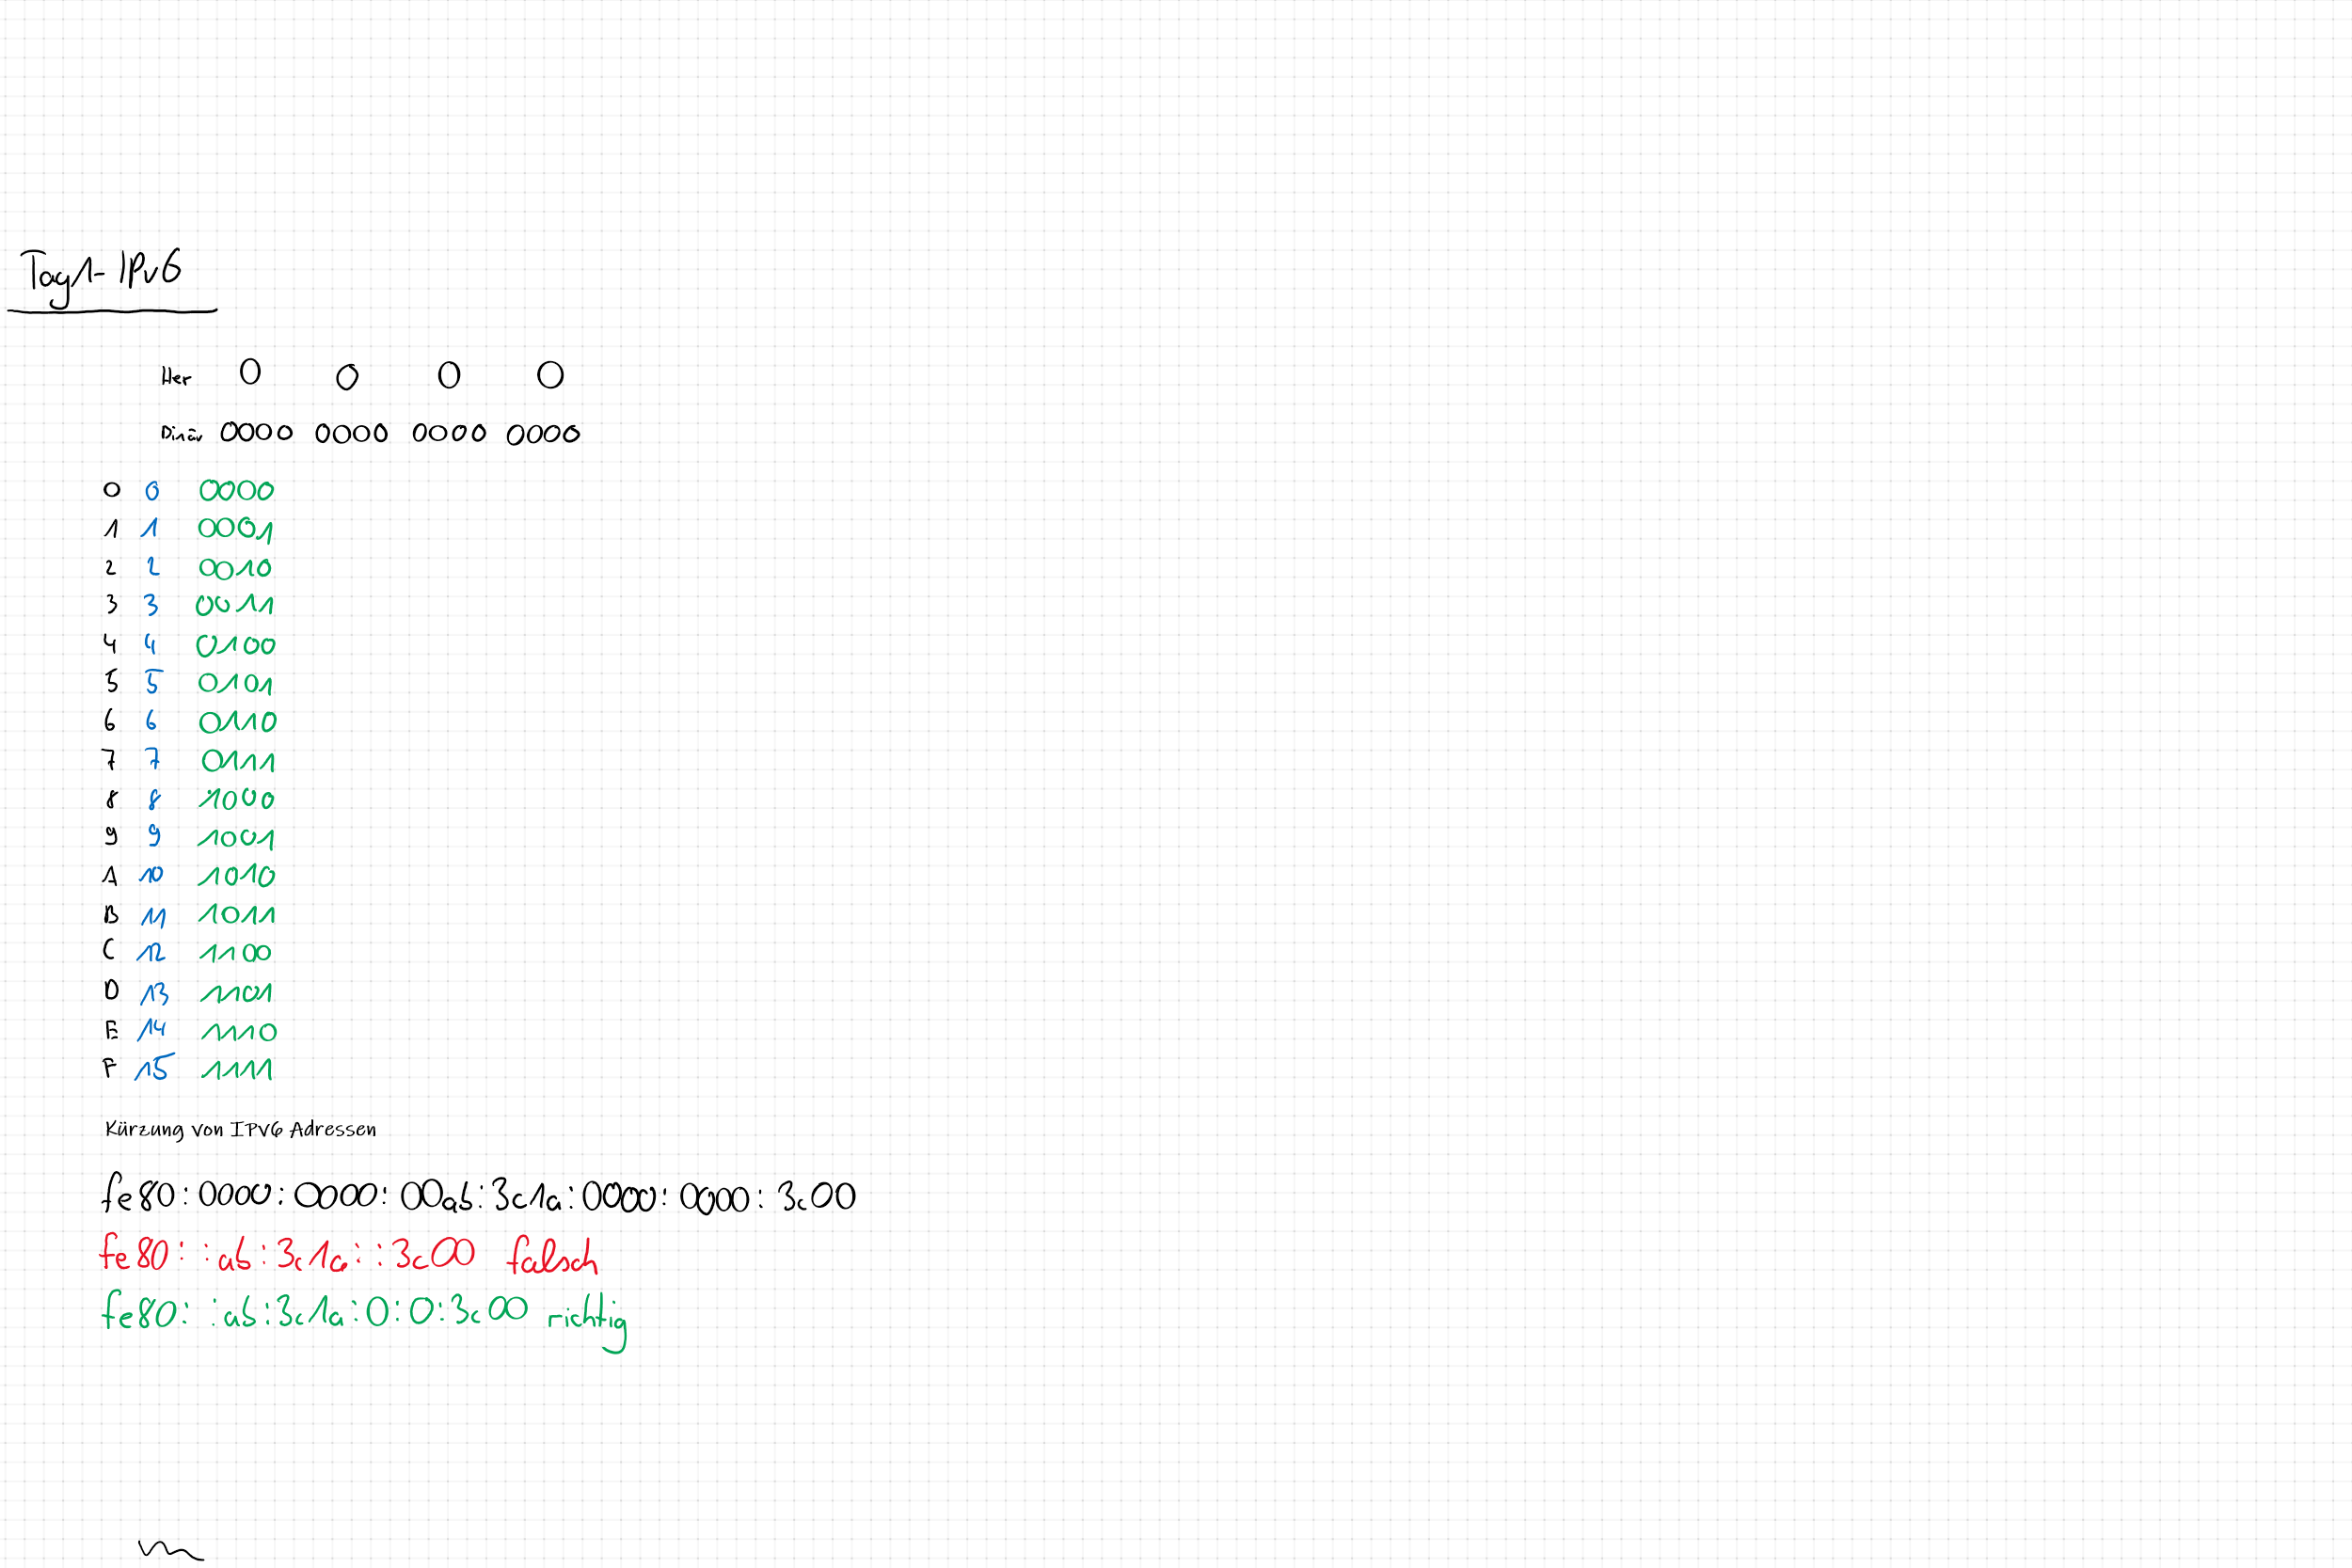 Tag 1 - IPv6
Hex 0 0 0 0
Binär 0000 0000 0000 0000
0 0 0000
1 1 0001
2 2 0010
3 3 0011
4 4 0100
5 5 0101
6 6 0110
7 7 0111
8 8 1000
9 9 1001
A 10 1010
B 11 1011
C 12 1100
D 13 1101
E 14 1110
F 15 1111
Kürzung von IPv6 Adressen
fe80:0000:0000:00ab:3c1a:0000:0000:3c00
fe80::ab:3c1a::3c00 falsch
fe80::ab:3c1a:0:0:3c00 richtig